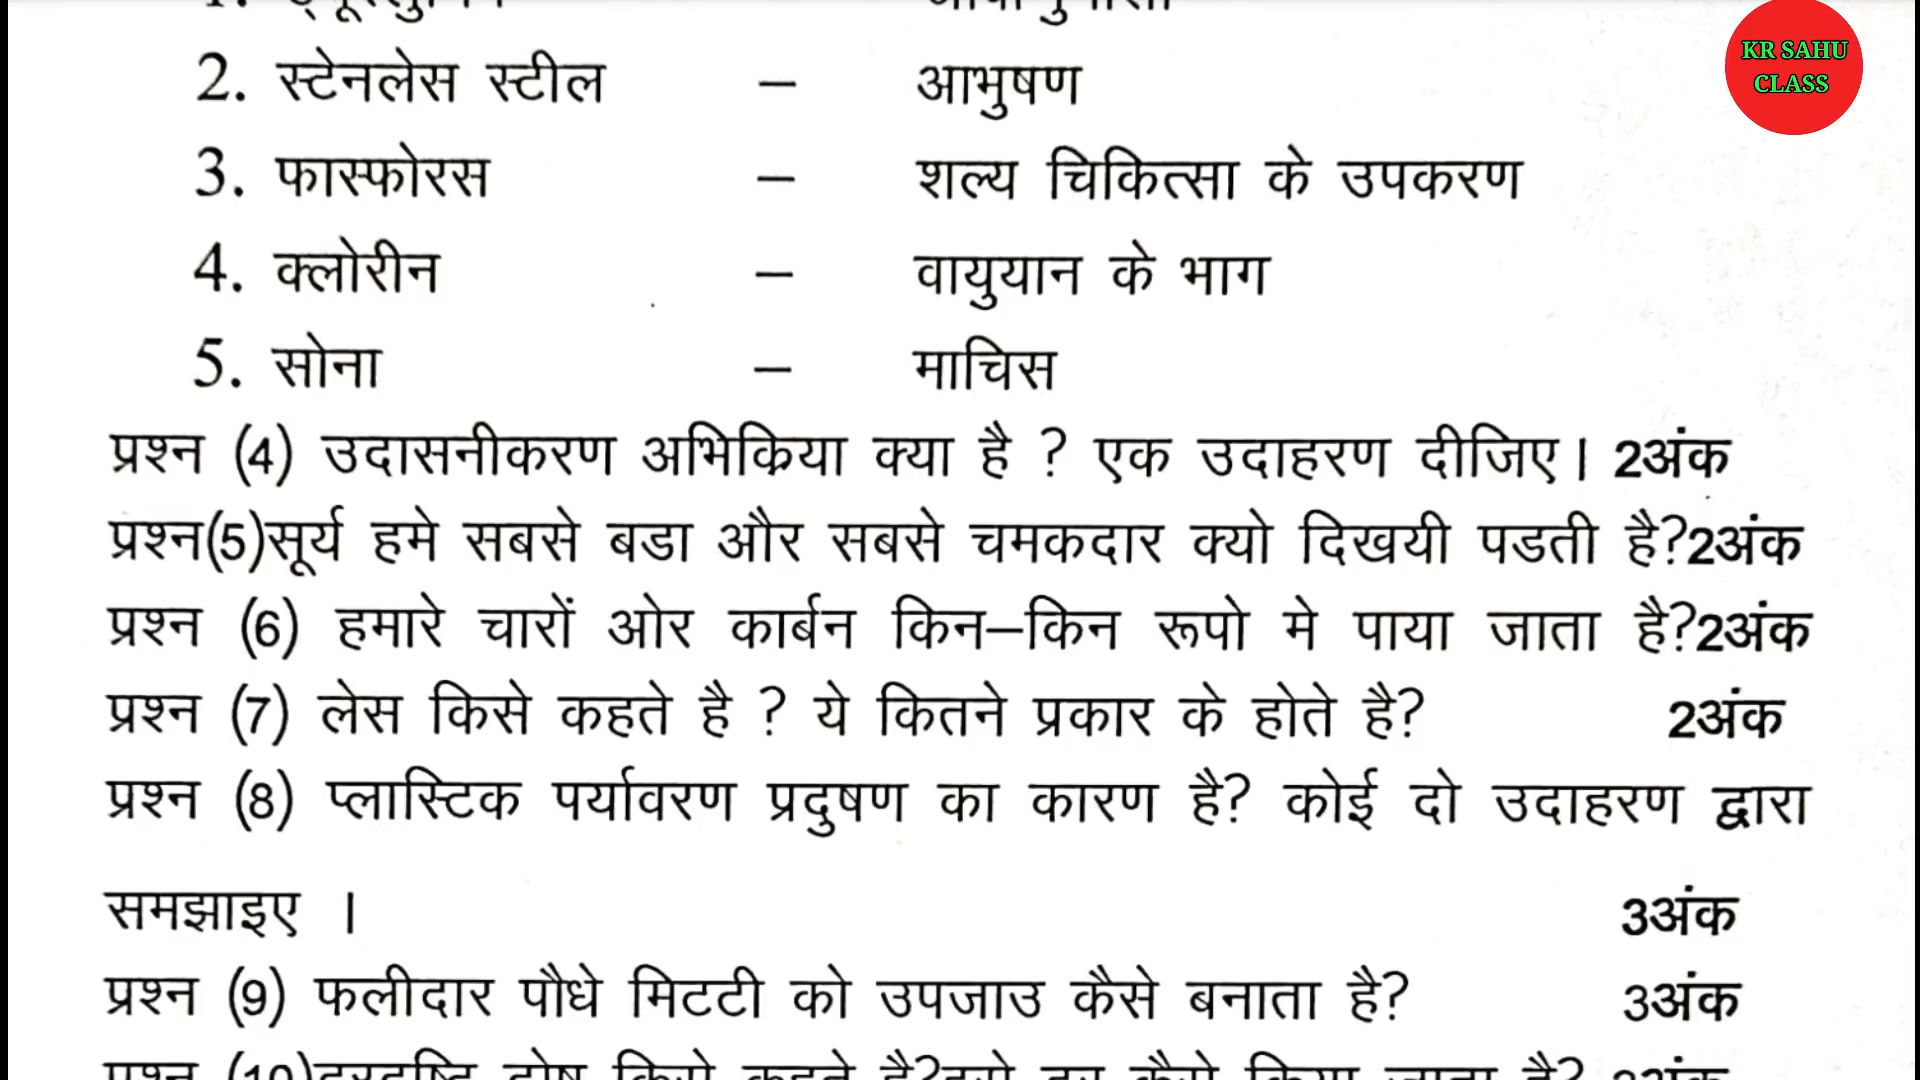 2. स्टेनलेस स्टील – आभुषण
3. फास्फोरस – शल्य चिकित्सा के उपकरण
4. क्लोरीन – वायुयान के भाग
5. सोना – माचिस
प्रश्न (4) उदासनीकरण अभिकिया क्या है ? एक उदाहरण दीजिए। 2अंक
प्रश्न(5)सूर्य हमे सबसे बडा और सबसे चमकदार क्यो दिखयी पडती है?2अंक
प्रश्न (6) हमारे चारों ओर कार्बन किन–किन रूपो मे पाया जाता है?2अंक
प्रश्न (7) लेस किसे कहते है ? ये कितने प्रकार के होते है? 2अंक
प्रश्न (8) प्लास्टिक पर्यावरण प्रदुषण का कारण है? कोई दो उदाहरण द्वारा
समझाइए । 3अंक
प्रश्न (9) फलीदार पौधे मिटटी को उपजाउ कैसे बनाता है? 3अंक
KR SAHU
CLASS